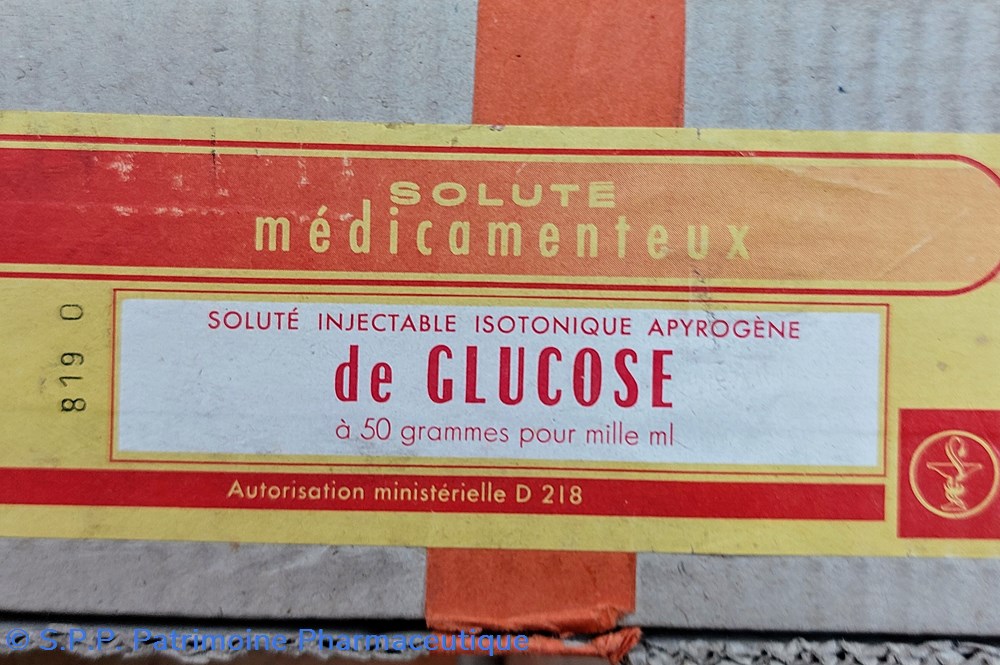 SOLUTE
médicamenteux
SOLUTÉ INJECTABLE ISOTONIQUE APYROGÈNE
de GLUCOSE
à 50 grammes pour mille ml
819 0
Autorisation ministérielle D 218
© S.P.P. Patrimoine Pharmaceutique